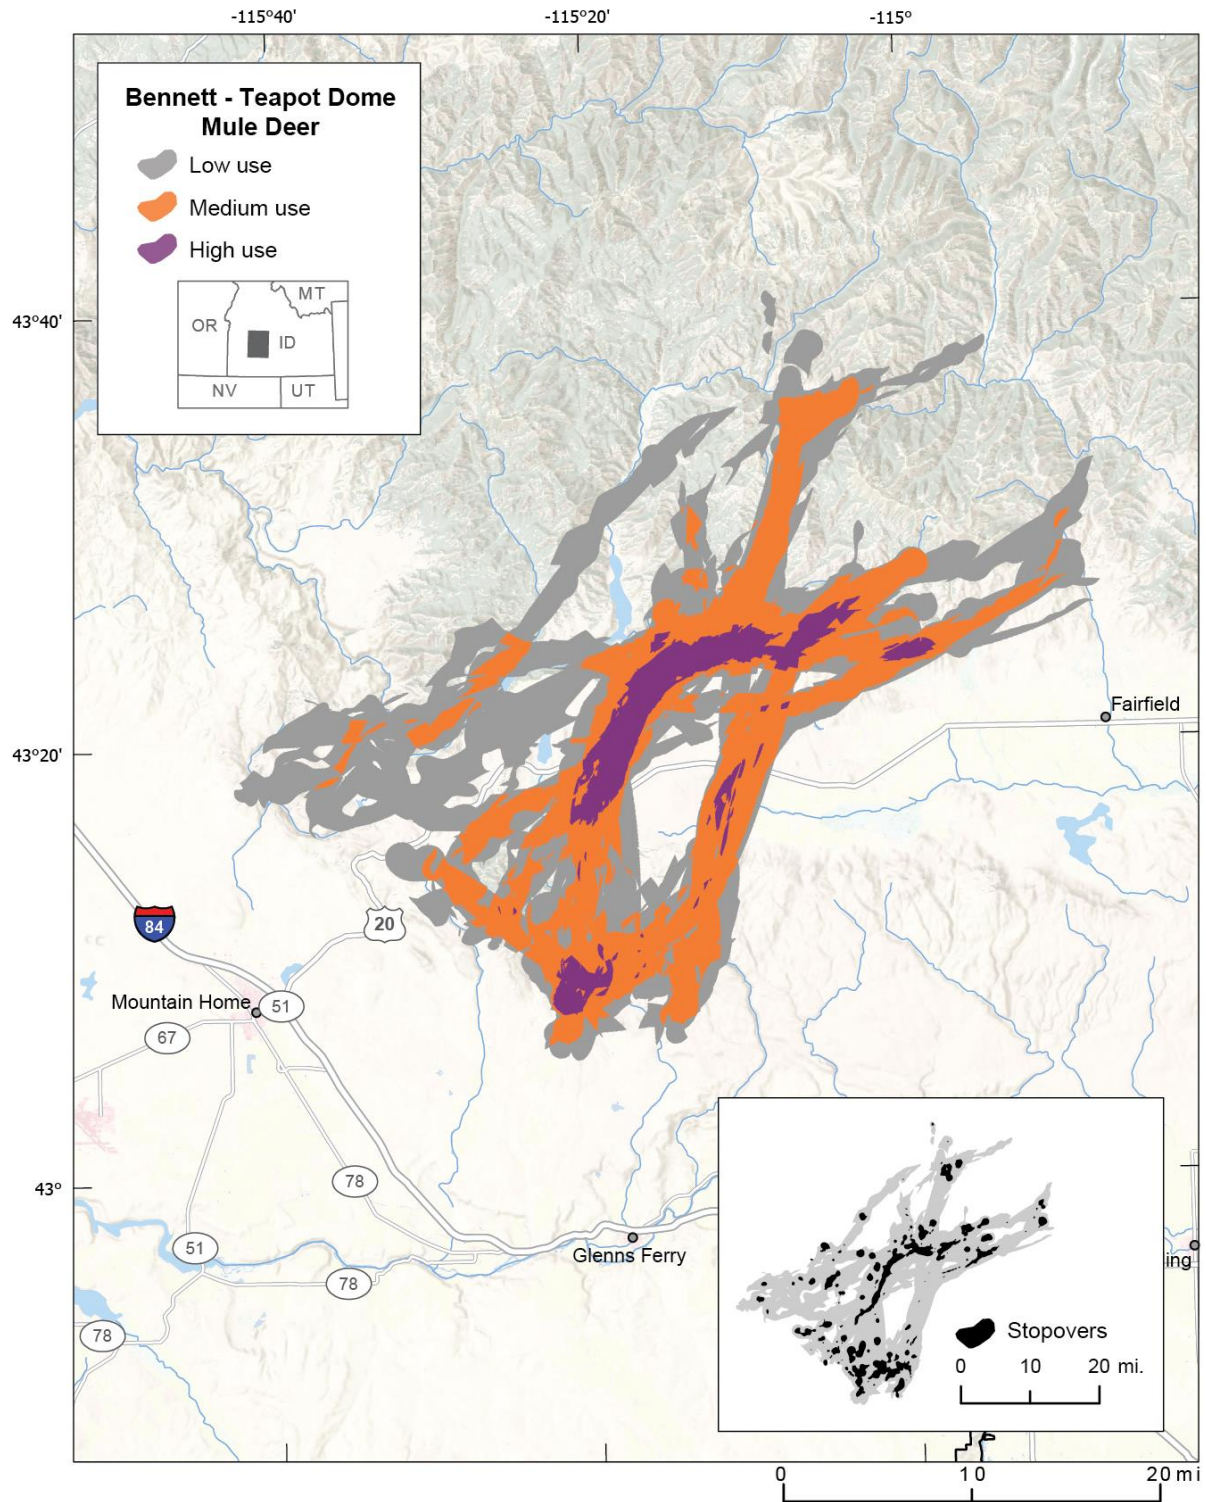 -115°40'
-115°20'
-115°
Bennett - Teapot Dome
Mule Deer
Low use
Medium use
High use
MT
OR
ID
NV
UT
43°40'
43°20'
43°
Fairfield
84
20
Mountain Home
51
67
78
51
78
78
Glenns Ferry
ing
Stopovers
0 10 20 mi.
0 10 20 mi